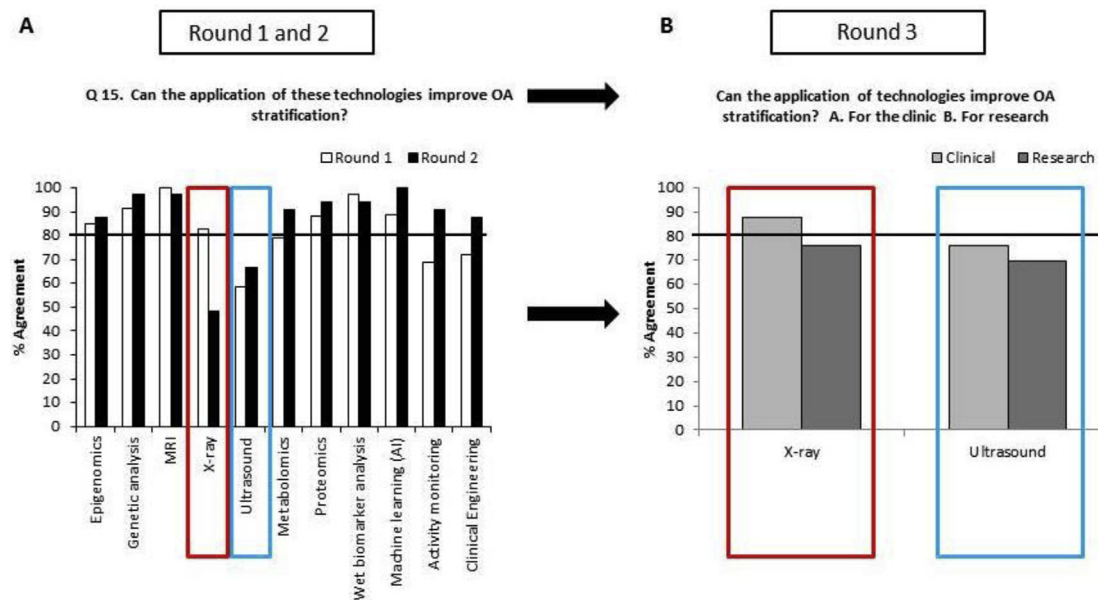 A
Round 1 and 2
Q 15. Can the application of these technologies improve OA
stratification?
Round 1
Round 2
% Agreement
100
90
80
70
60
50
40
30
20
10
0
Epigenomics
Genetic analysis
MRI
X-ray
Ultrasound
Metabolomics
Proteomics
Wet biomarker analysis
Machine learning (AI)
Activity monitoring
Clinical Engineering
B
Round 3
Can the application of technologies improve OA
stratification? A. For the clinic B. For research
Clinical
Research
% Agreement
100
90
80
70
60
50
40
30
20
10
0
X-ray
Ultrasound